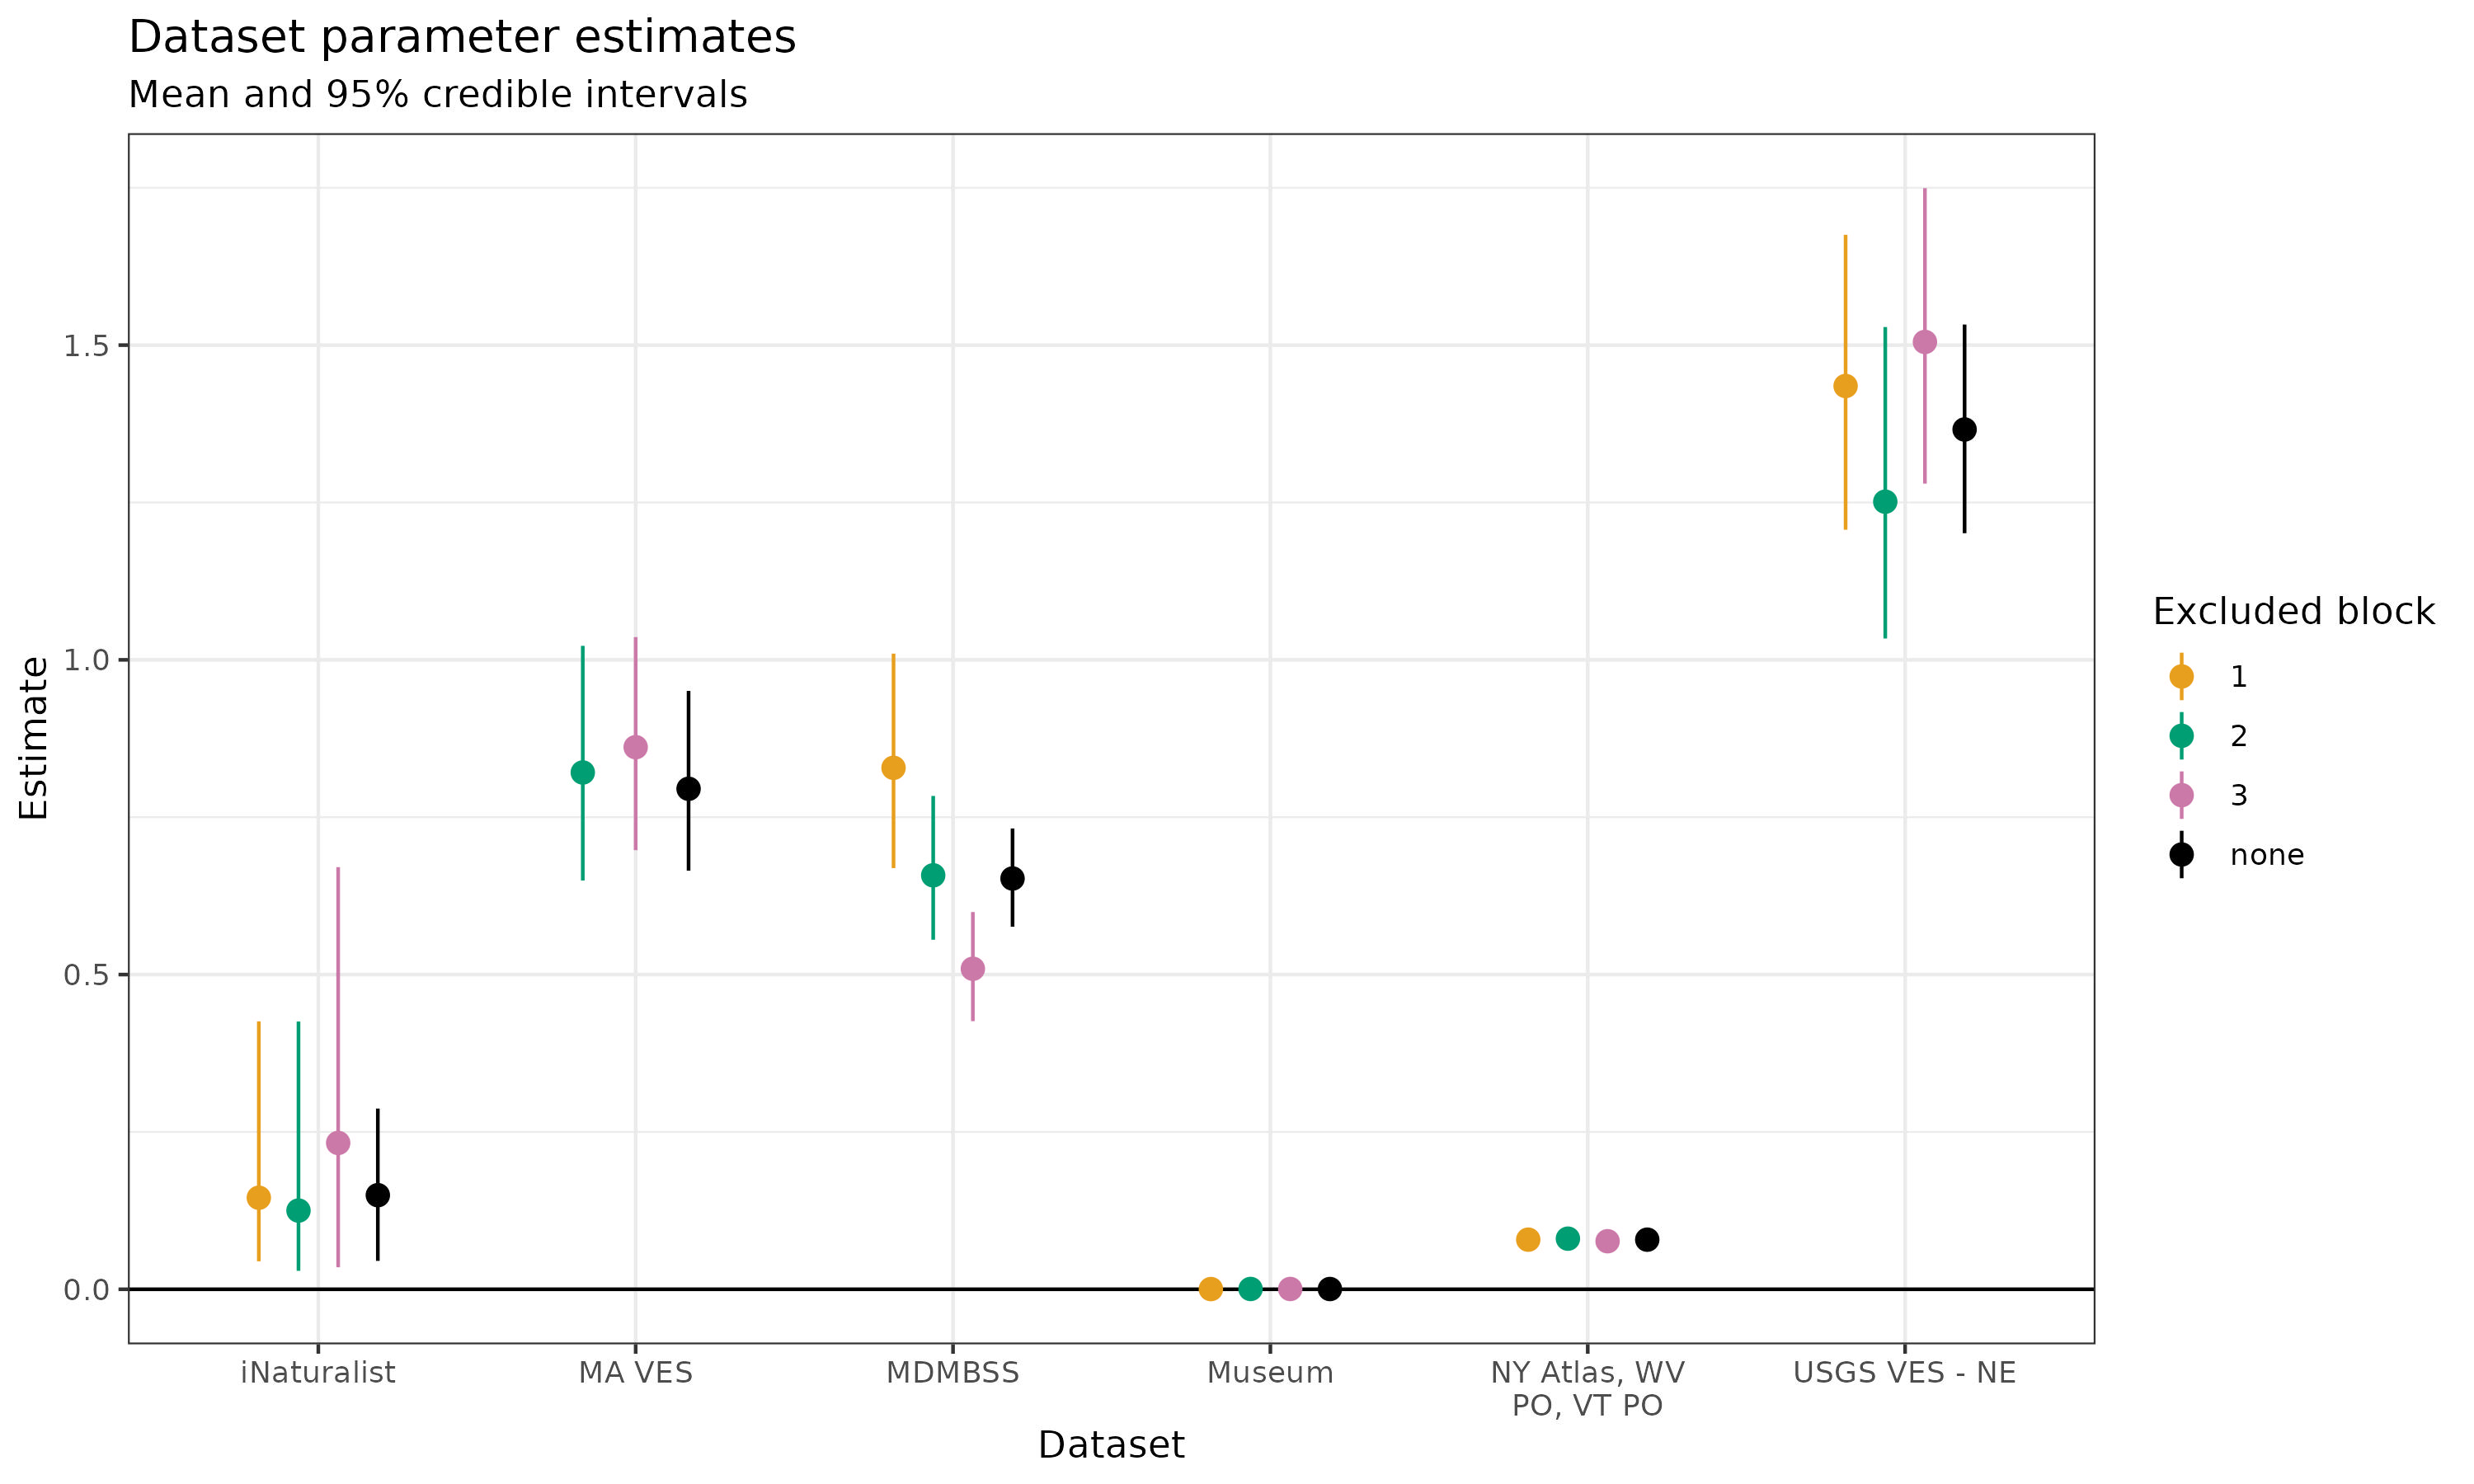 Dataset parameter estimates
Mean and 95% credible intervals
Estimate
1.5
1.0
0.5
0.0
iNaturalist
MA VES
MDMBSS
Museum
NY Atlas, WV
PO, VT PO
USGS VES - NE
Dataset
Excluded block
1
2
3
none